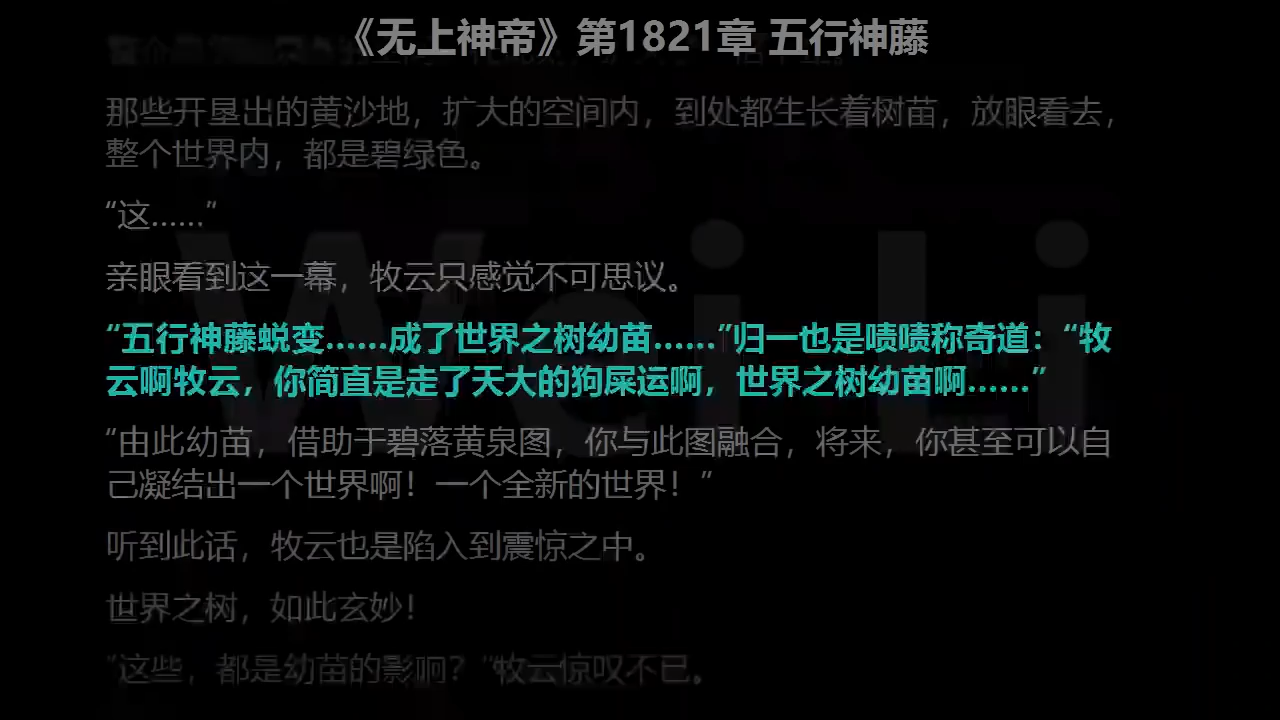 《无上神帝》第1821章 五行神藤
那些开垦出的黄沙地，扩大的空间内，到处都生长着树苗，放眼看去，
整个世界内，都是碧绿色。
“这……”
亲眼看到这一幕，牧云只感觉不可思议。
“五行神藤蜕变……成了世界之树幼苗……”归一也是啧啧称奇道：“牧
云啊牧云，你简直是走了天大的狗屎运啊，世界之树幼苗啊……”
“由此幼苗，借助于碧落黄泉图，你与此图融合，将来，你甚至可以自
己凝结出一个世界啊！一个全新的世界！”
听到此话，牧云也是陷入到震惊之中。
世界之树，如此玄妙！
“这些，都是幼苗的影响？”牧云惊叹不已。
Wei Li